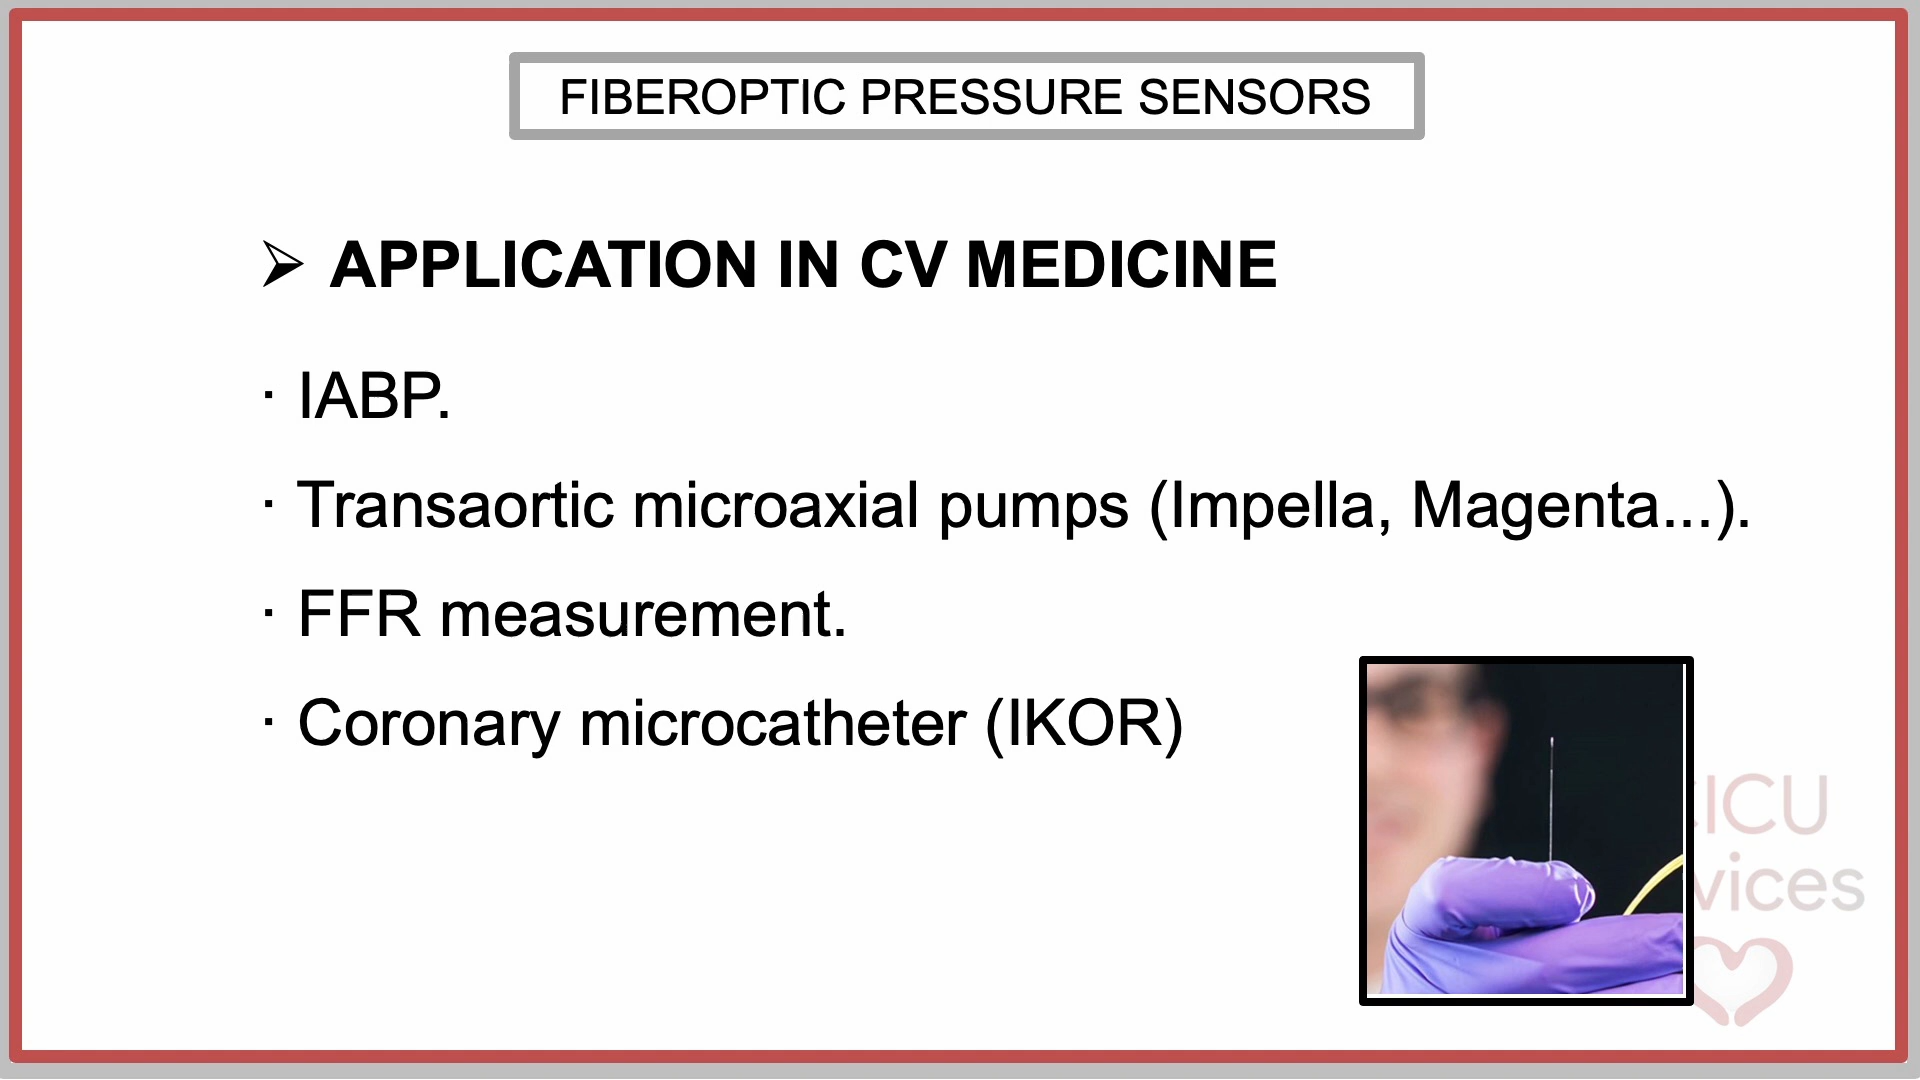 FIBEROPTIC PRESSURE SENSORS
➢ APPLICATION IN CV MEDICINE
· IABP.
· Transaortic microaxial pumps (Impella, Magenta...).
· FFR measurement.
· Coronary microcatheter (IKOR)
ICU
vices